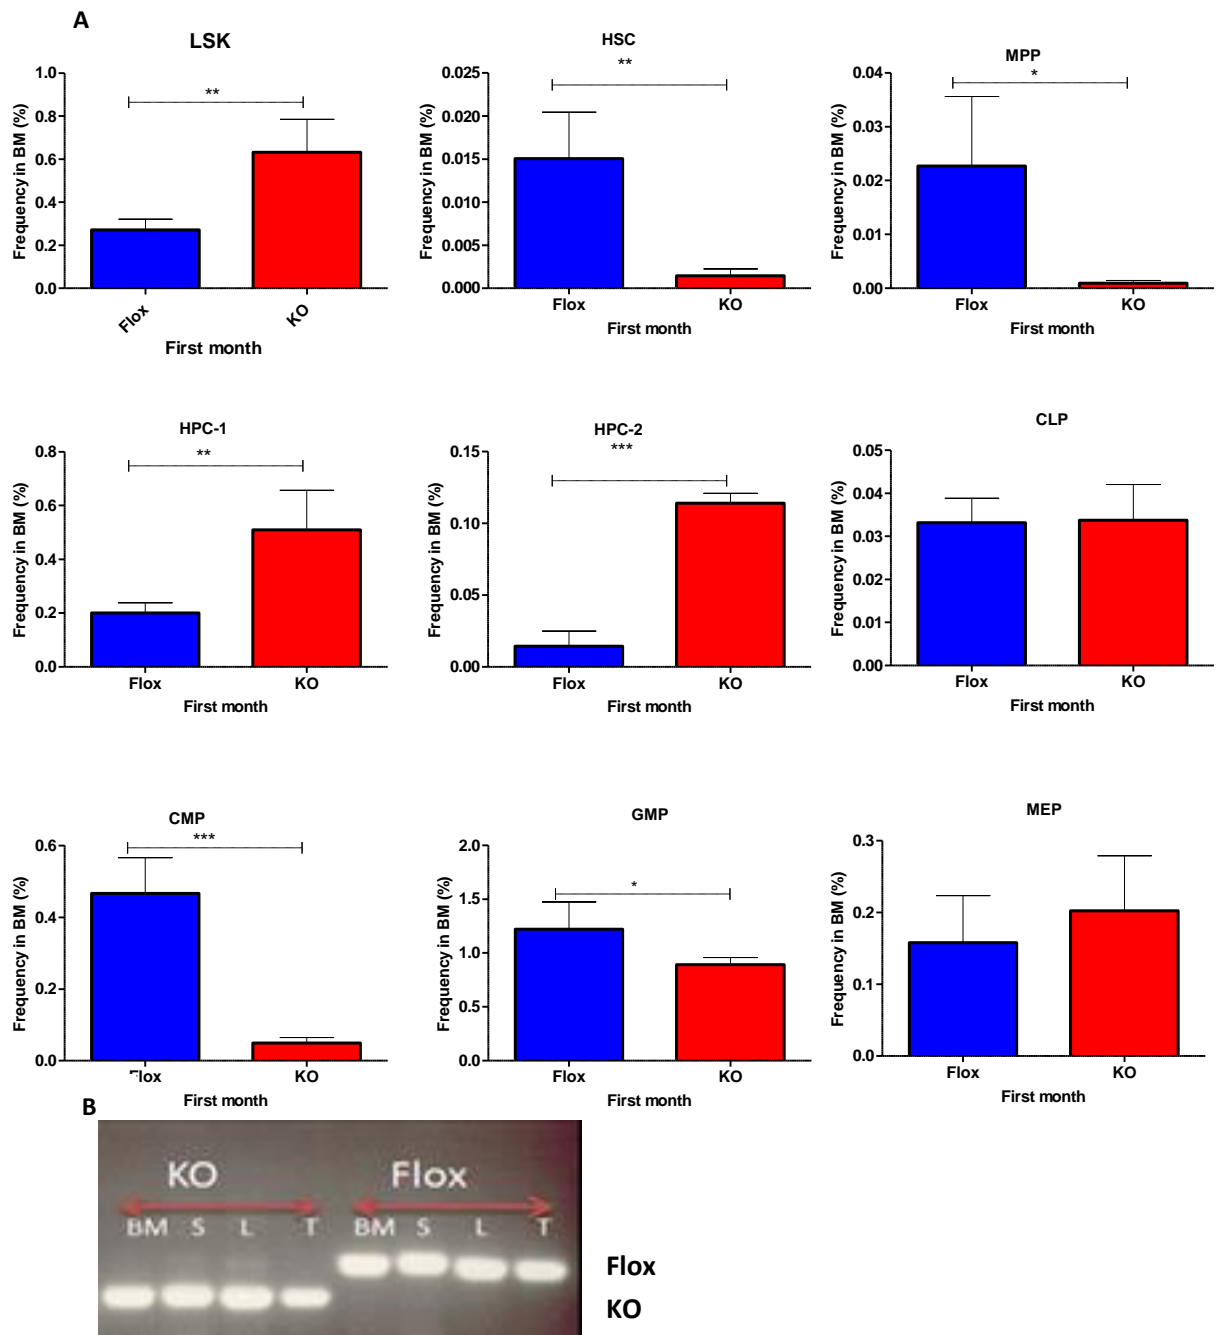 A
LSK
Frequency in BM (%)
1.0
0.8
0.6
0.4
0.2
0.0
**
Flox
KO
First month
HSC
Frequency in BM (%)
0.025
0.020
0.015
0.010
0.005
0.000
**
Flox
KO
First month
MPP
Frequency in BM (%)
0.04
0.03
0.02
0.01
0.00
*
Flox
KO
First month
HPC-1
Frequency in BM (%)
0.8
0.6
0.4
0.2
0.0
**
Flox
KO
First month
HPC-2
Frequency in BM (%)
0.15
0.10
0.05
0.00
***
Flox
KO
First month
CLP
Frequency in BM (%)
0.05
0.04
0.03
0.02
0.01
0.00
Flox
KO
First month
CMP
Frequency in BM (%)
0.6
0.4
0.2
0.0
***
Flox
KO
First month
GMP
Frequency in BM (%)
2.0
1.5
1.0
0.5
0.0
*
Flox
KO
First month
MEP
Frequency in BM (%)
0.3
0.2
0.1
0.0
Flox
KO
First month
B
KO Flox
BM S L T BM S L T
Flox
KO